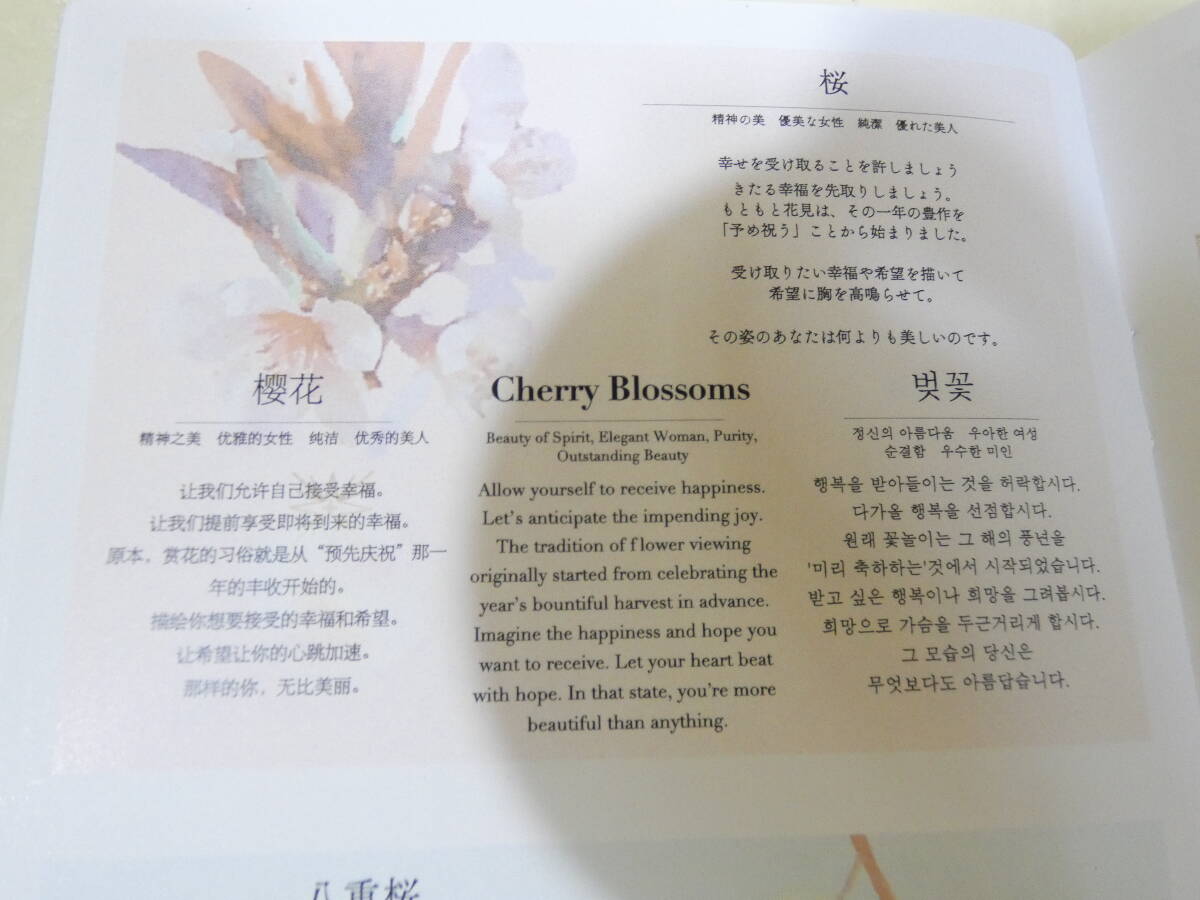 桜
精神の美　優美な女性　純潔　優れた美人
幸せを受け取ることを許しましょう
きたる幸福を先取りしましょう。
もともと花見は、その一年の豊作を
「予め祝う」ことから始まりました。
受け取りたい幸福や希望を描いて
希望に胸を高鳴らせて。
その姿のあなたは何よりも美しいのです。
樱花
精神之美　优雅的女性　纯洁　优秀的美人
让我们允许自己接受幸福。
让我们提前享受即将到来的幸福。
原本，赏花的习俗就是从“预先庆祝”那一
年的丰收开始的。
描绘你想要接受的幸福和希望。
让希望让你的心跳加速。
那样的你，无比美丽。
Cherry Blossoms
Beauty of Spirit, Elegant Woman, Purity,
Outstanding Beauty
Allow yourself to receive happiness.
Let's anticipate the impending joy.
The tradition of flower viewing
originally started from celebrating the
year's bountiful harvest in advance.
Imagine the happiness and hope you
want to receive. Let your heart beat
with hope. In that state, you're more
beautiful than anything.
벚꽃
정신의 아름다움　우아한 여성
순결함　우수한 미인
행복을 받아들이는 것을 허락합시다.
다가올 행복을 선점합시다.
원래 꽃놀이는 그 해의 풍년을
'미리 축하하는'것에서 시작되었습니다.
받고 싶은 행복이나 희망을 그려봅시다.
희망으로 가슴을 두근거리게 합시다.
그 모습의 당신은
무엇보다도 아름답습니다.
八重桜